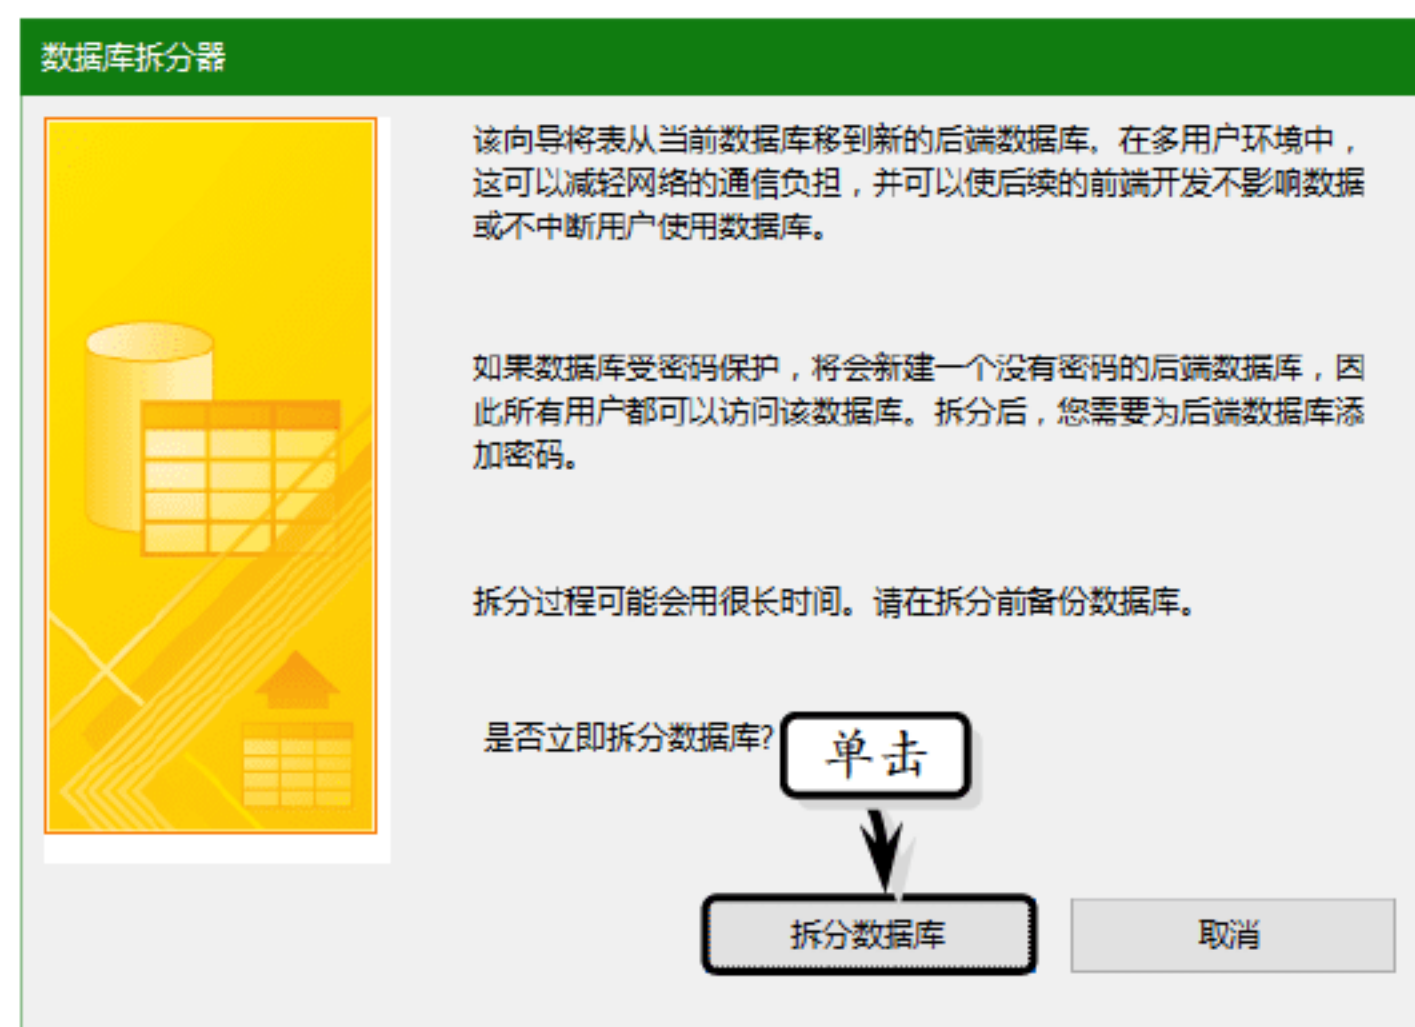 数据库拆分器
该向导将表从当前数据库移到新的后端数据库。在多用户环境中，
这可以减轻网络的通信负担，并可以使后续的前端开发不影响数据
或不中断用户使用数据库。
如果数据库受密码保护，将会新建一个没有密码的后端数据库，因
此所有用户都可以访问该数据库。拆分后，您需要为后端数据库添
加密码。
拆分过程可能会用很长时间。请在拆分前备份数据库。
是否立即拆分数据库?
单击
拆分数据库
取消